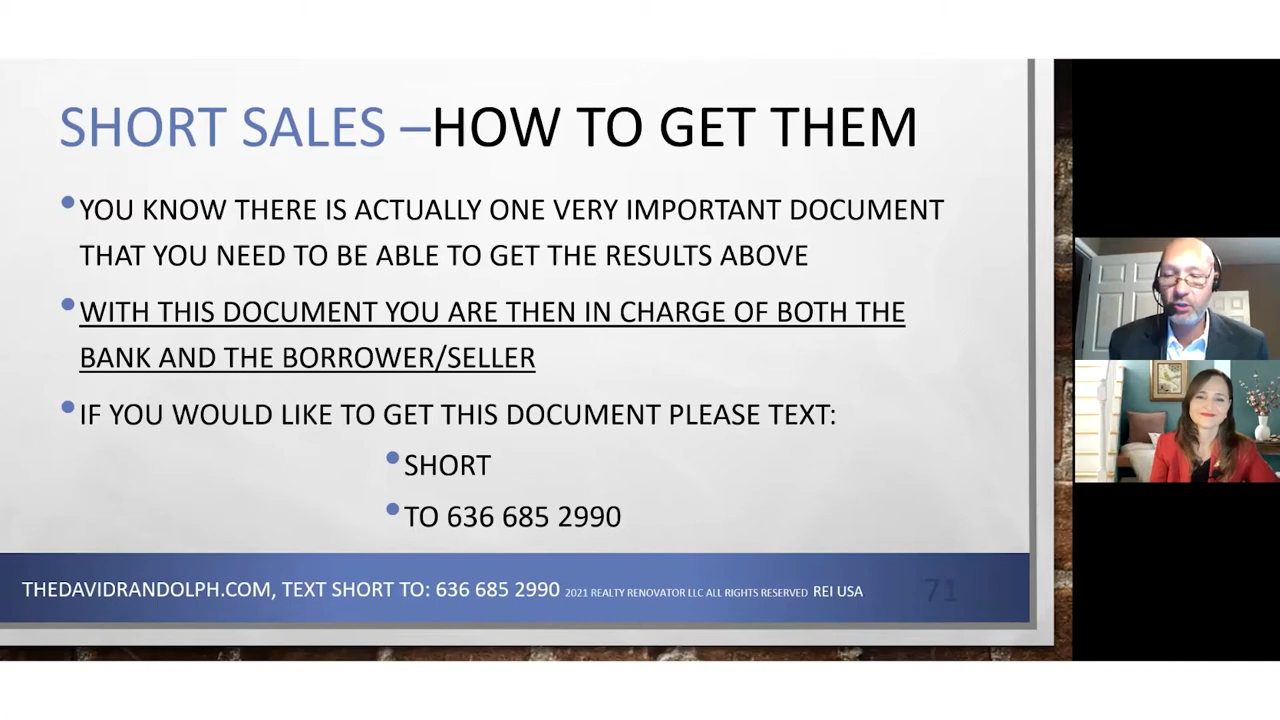 SHORT SALES –HOW TO GET THEM
•YOU KNOW THERE IS ACTUALLY ONE VERY IMPORTANT DOCUMENT
THAT YOU NEED TO BE ABLE TO GET THE RESULTS ABOVE
•WITH THIS DOCUMENT YOU ARE THEN IN CHARGE OF BOTH THE
BANK AND THE BORROWER/SELLER
•IF YOU WOULD LIKE TO GET THIS DOCUMENT PLEASE TEXT:
•SHORT
•TO 636 685 2990
THEDAVIDRANDOLPH.COM, TEXT SHORT TO: 636 685 2990 2021 REALTY RENOVATOR LLC ALL RIGHTS RESERVED REI USA 71